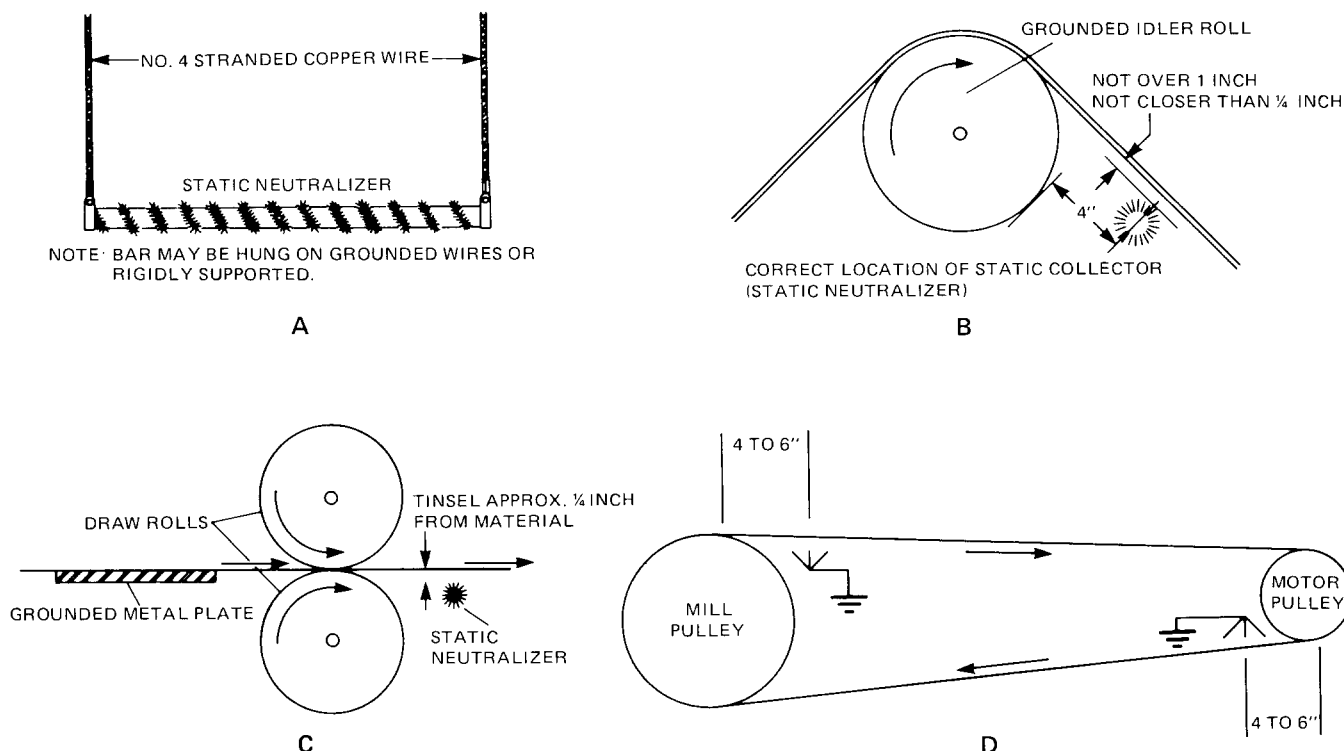 NO. 4 STRANDED COPPER WIRE
STATIC NEUTRALIZER
NOTE: BAR MAY BE HUNG ON GROUNDED WIRES OR
RIGIDLY SUPPORTED.
A
GROUNDED IDLER ROLL
NOT OVER 1 INCH
NOT CLOSER THAN ¼ INCH
4"
CORRECT LOCATION OF STATIC COLLECTOR
(STATIC NEUTRALIZER)
B
DRAW ROLLS
TINSEL APPROX. ¼ INCH
FROM MATERIAL
GROUNDED METAL PLATE
STATIC
NEUTRALIZER
C
4 TO 6"
MILL
PULLEY
MOTOR
PULLEY
4 TO 6"
D